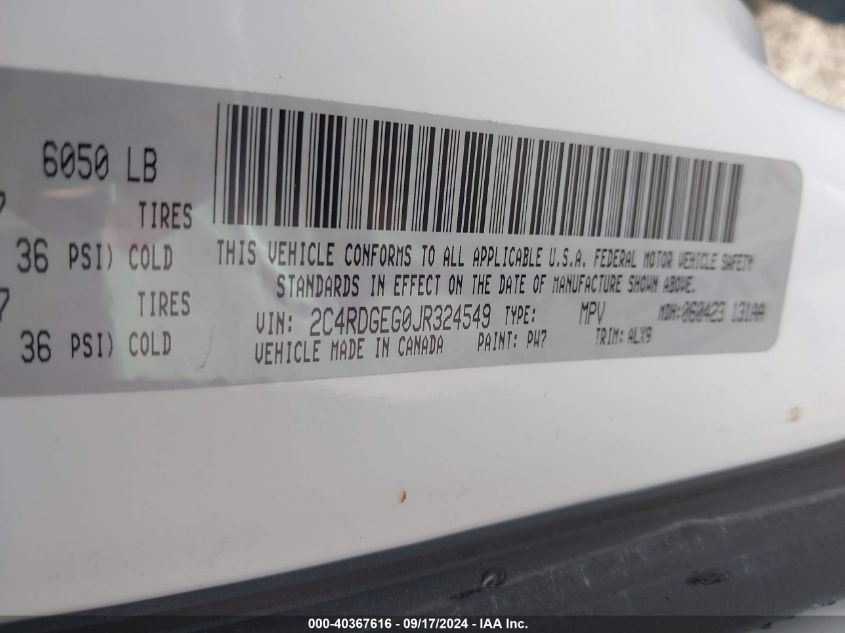 6050 LB
TIRES
36 PSI) COLD
7 TIRES
36 PSI) COLD
THIS VEHICLE CONFORMS TO ALL APPLICABLE U.S.A. FEDERAL MOTOR VEHICLE SAFETY
STANDARDS IN EFFECT ON THE DATE OF MANUFACTURE SHOWN ABOVE.
VIN: 2C4RDGEG0JR324549 TYPE: MPV MDH:060423 131AA
VEHICLE MADE IN CANADA PAINT: PW7 TRIM: ALX9
000-40367616 - 09/17/2024 - IAA Inc.